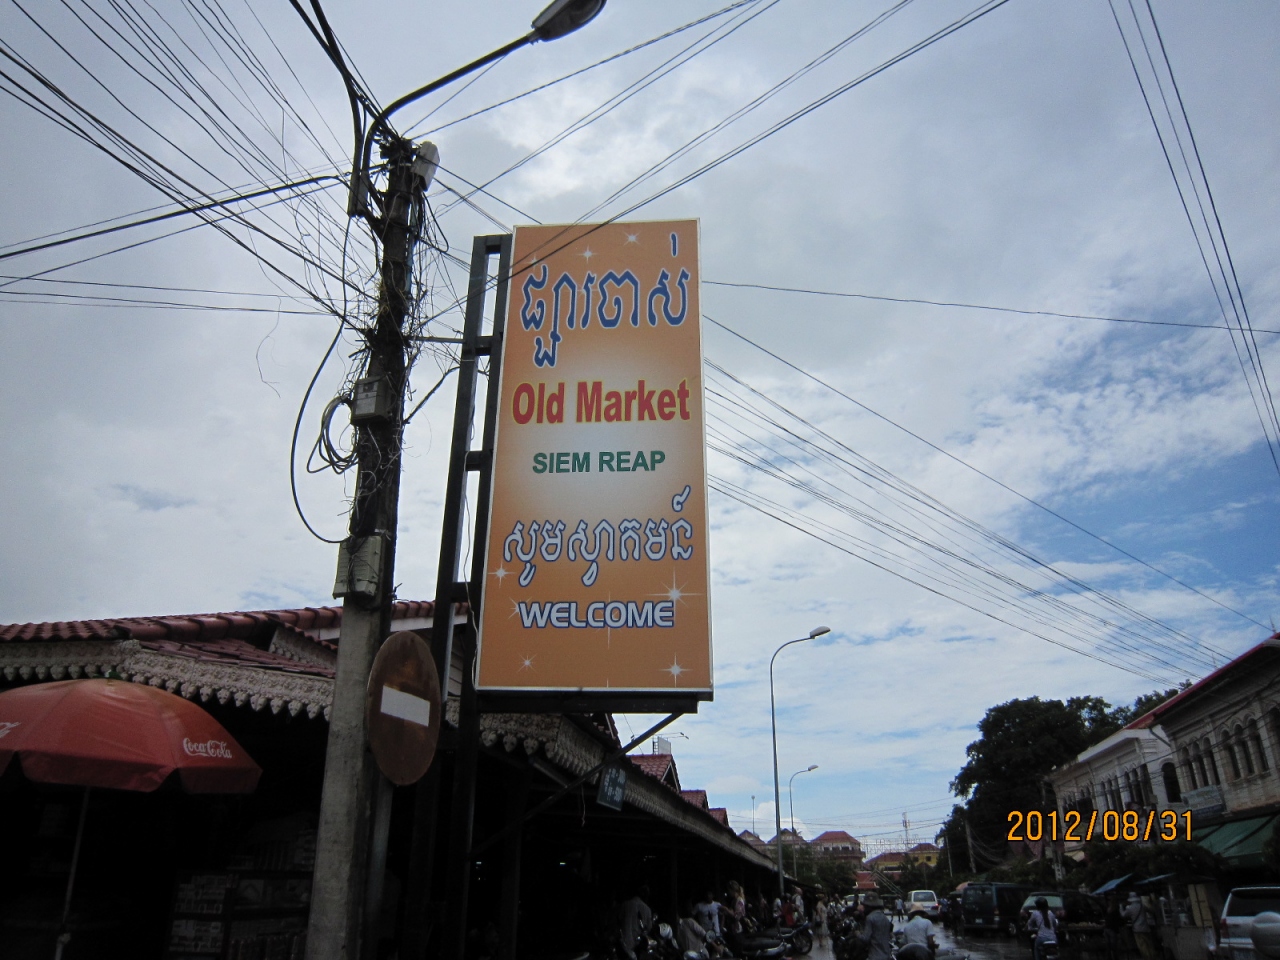 ផ្សារចាស់
Old Market
SIEM REAP
សូមស្វាគមន៍
WELCOME
Coca-Cola
2012/08/31